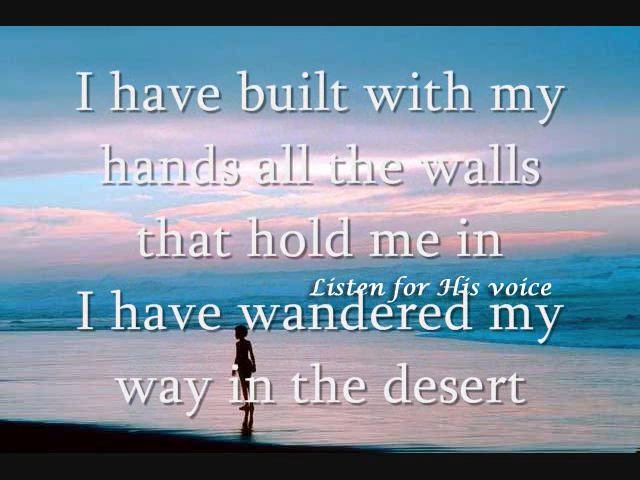 I have built with my
hands all the walls
that hold me in
Listen for His voice
I have wandered my
way in the desert